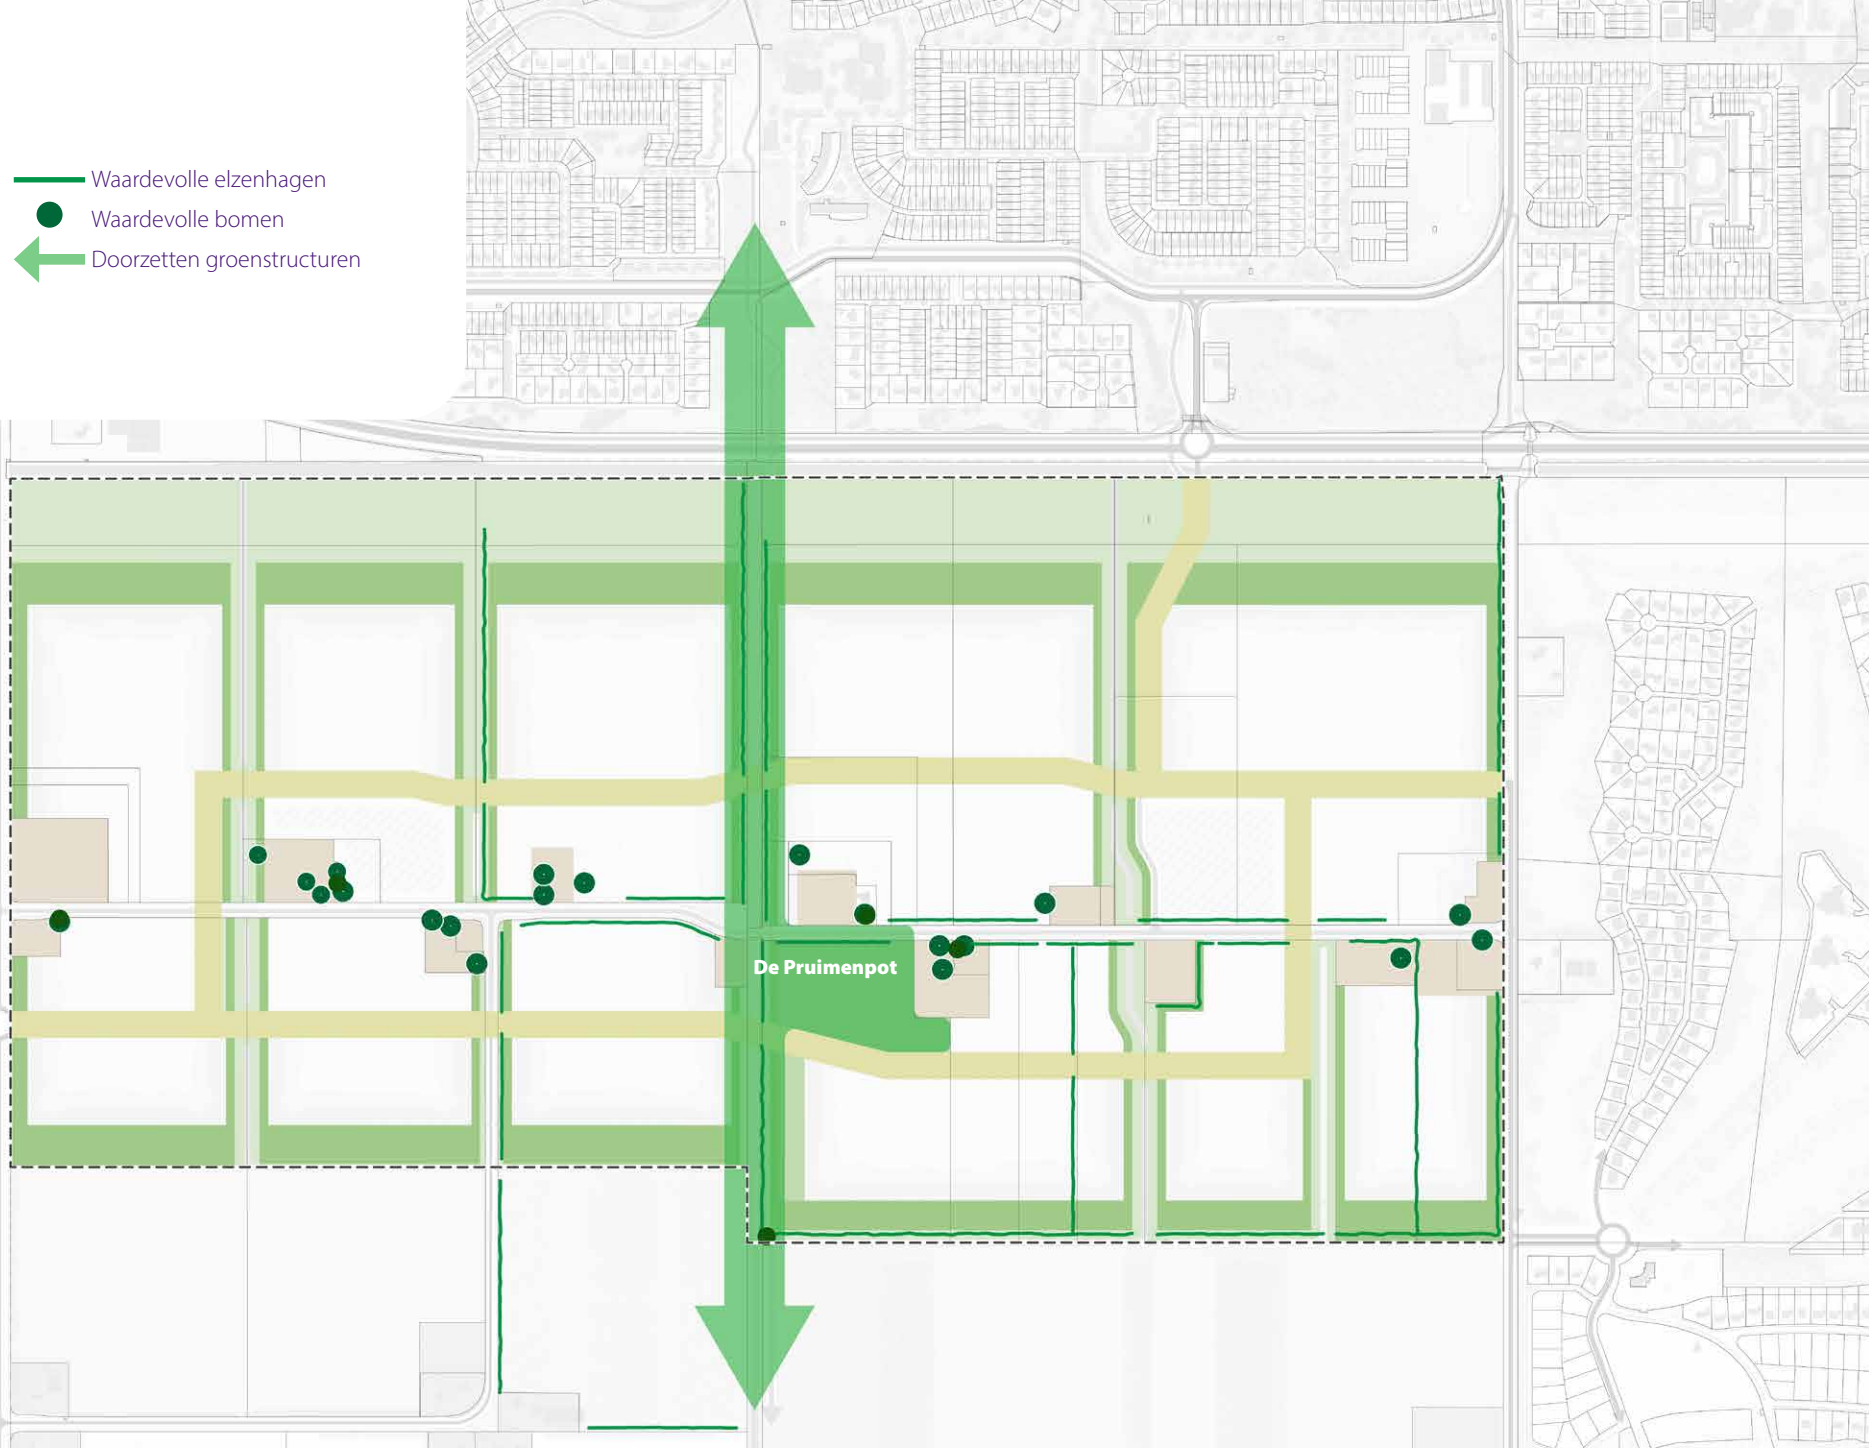 Waardevolle elzenhagen
Waardevolle bomen
Doorzetten groenstructuren
De Pruimenpot